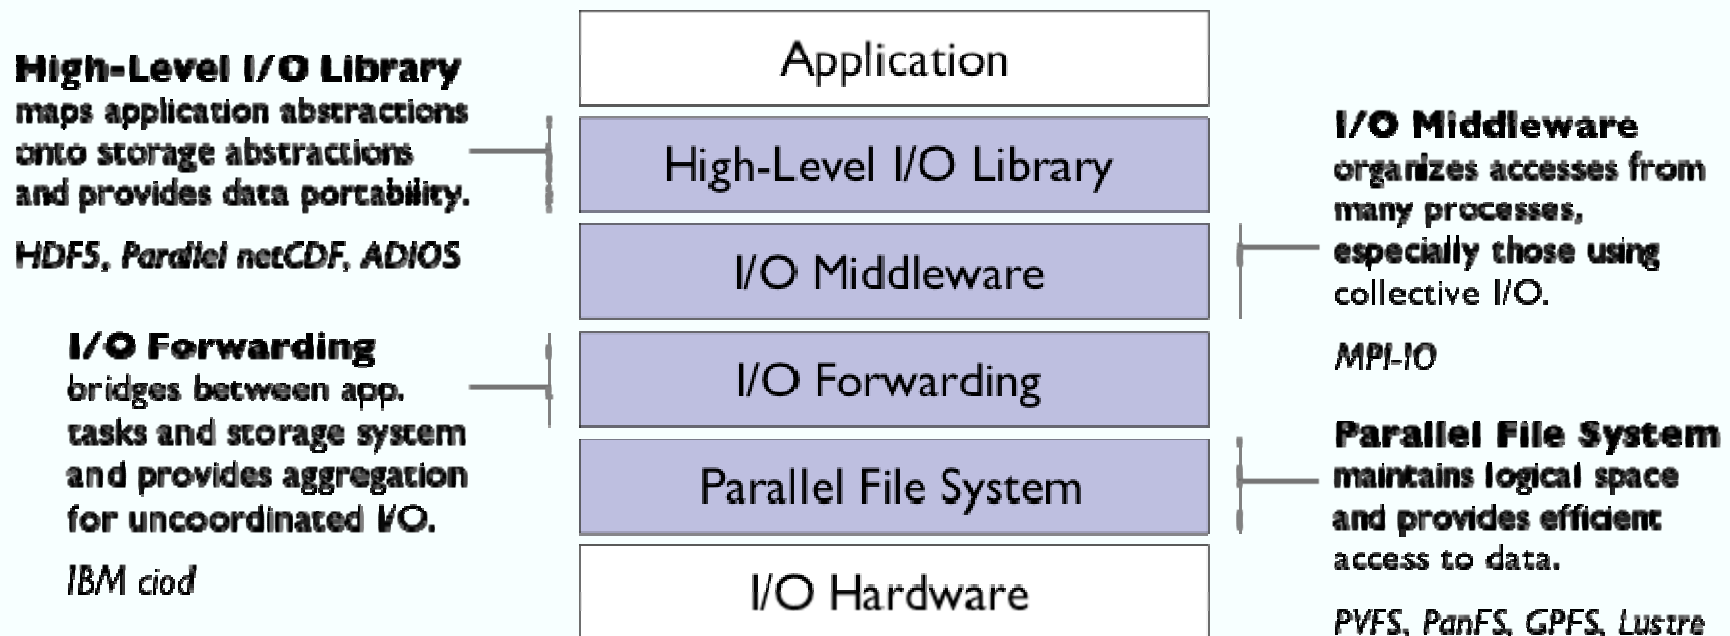 Application
High-Level I/O Library
maps application abstractions
onto storage abstractions
and provides data portability.
HDF5, Parallel netCDF, ADIOS
High-Level I/O Library
I/O Middleware
organizes accesses from
many processes,
especially those using
collective I/O.
MPI-IO
I/O Middleware
I/O Forwarding
bridges between app.
tasks and storage system
and provides aggregation
for uncoordinated I/O.
IBM ciod
I/O Forwarding
Parallel File System
Parallel File System
maintains logical space
and provides efficient
access to data.
PVFS, PanFS, GPFS, Lustre
I/O Hardware